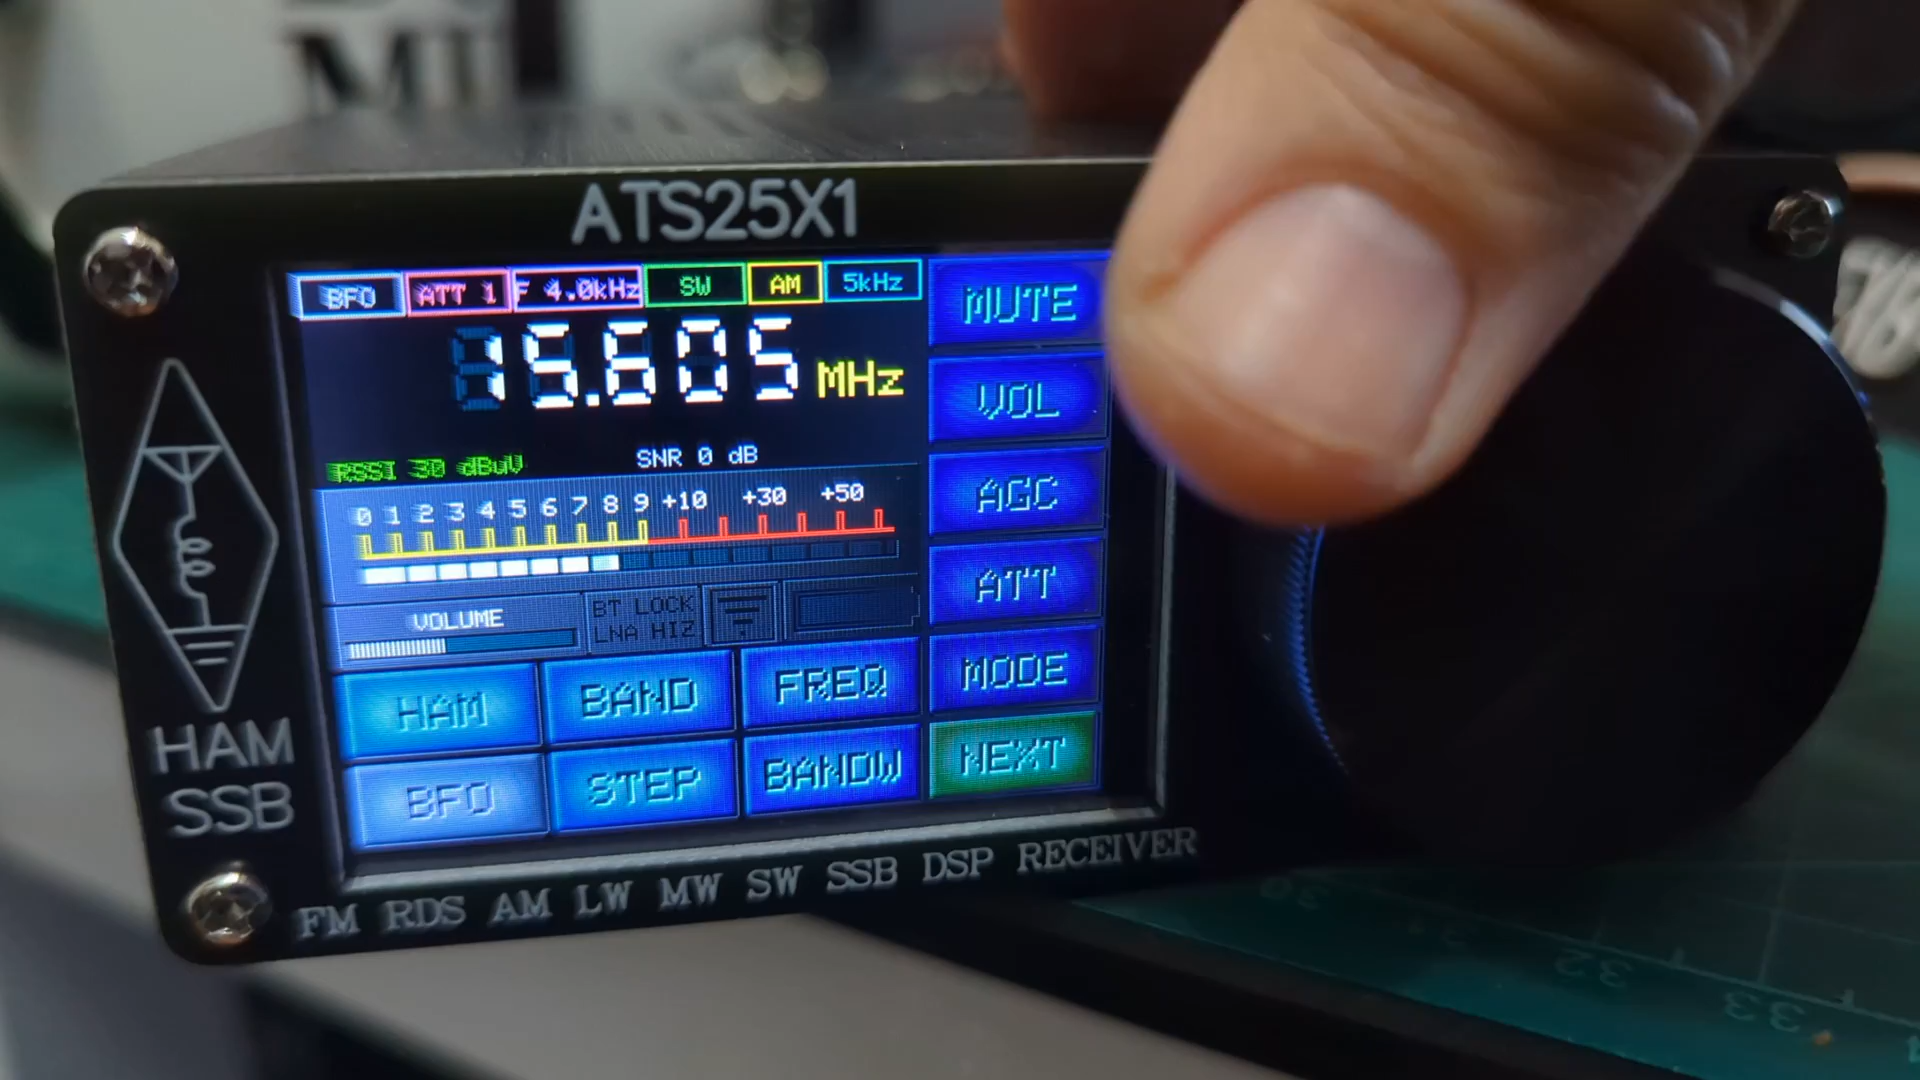 ATS25X1
BFO ATT 1 F 4.0kHz SW AM 5kHz
15.605 MHz
RSSI 30 dBuV SNR 0 dB
0 1 2 3 4 5 6 7 8 9 +10 +30 +50
VOLUME
BT LOCK
LNA HIZ
HAM BAND FREQ
BFO STEP BANDW
MUTE
VOL
AGC
ATT
MODE
NEXT
HAM
SSB
FM RDS AM LW MW SW SSB DSP RECEIVER
33